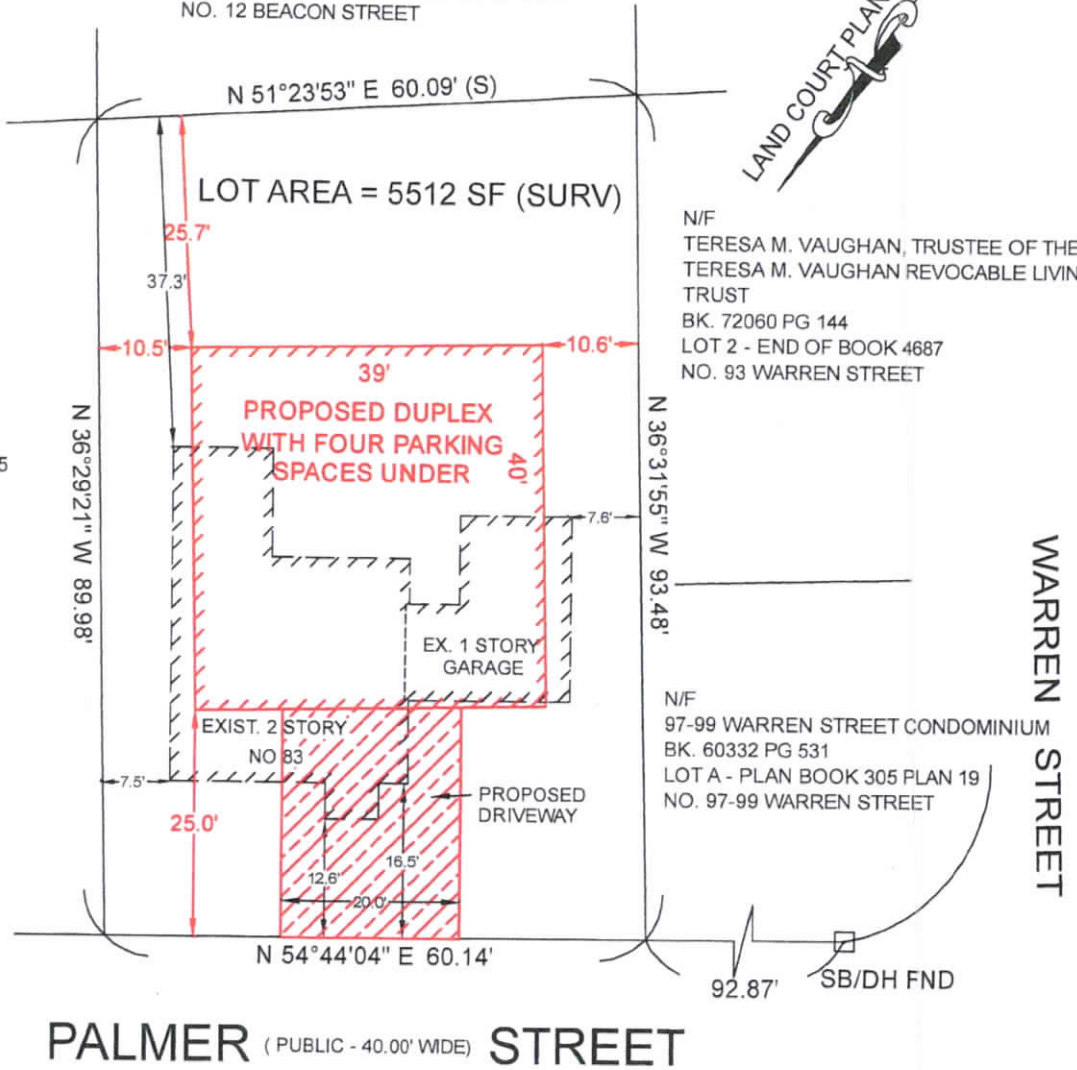 NO. 12 BEACON STREET
N 51°23'53" E 60.09' (S)
LAND COURT PLAN
LOT AREA = 5512 SF (SURV)
25.7'
37.3'
N/F
TERESA M. VAUGHAN, TRUSTEE OF THE
TERESA M. VAUGHAN REVOCABLE LIVIN
TRUST
BK. 72060 PG 144
LOT 2 - END OF BOOK 4687
NO. 93 WARREN STREET
10.5'
10.6'
39'
PROPOSED DUPLEX
WITH FOUR PARKING
SPACES UNDER
40'
N 36°29'21" W 89.98'
N 36°31'55" W 93.48'
5
7.6'
EX. 1 STORY
GARAGE
WARREN STREET
N/F
97-99 WARREN STREET CONDOMINIUM
BK. 60332 PG 531
LOT A - PLAN BOOK 305 PLAN 19
NO. 97-99 WARREN STREET
EXIST. 2 STORY
NO 83
7.5'
PROPOSED
DRIVEWAY
25.0'
16.5'
12.6'
20.0'
N 54°44'04" E 60.14'
92.87'
SB/DH FND
PALMER ( PUBLIC - 40.00' WIDE) STREET